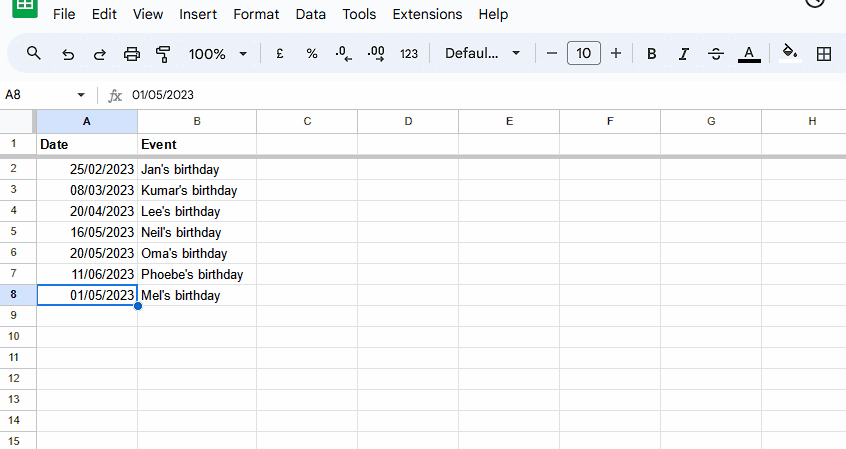 File Edit View Insert Format Data Tools Extensions Help
100% £ % .0 .00 123 Defaul... − 10 + B I S A
A8 fx 01/05/2023
A B C D E F G H
1 Date Event
2 25/02/2023 Jan's birthday
3 08/03/2023 Kumar's birthday
4 20/04/2023 Lee's birthday
5 16/05/2023 Neil's birthday
6 20/05/2023 Oma's birthday
7 11/06/2023 Phoebe's birthday
8 01/05/2023 Mel's birthday
9
10
11
12
13
14
15